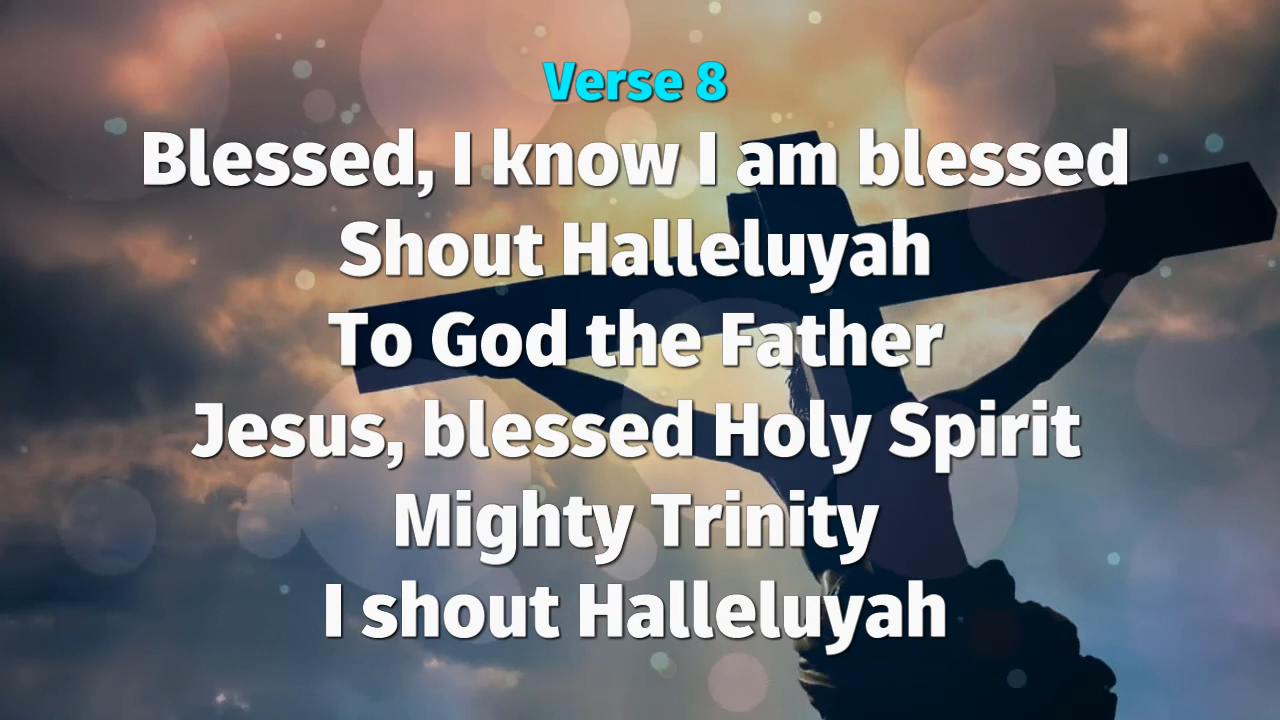 Verse 8
Blessed, I know I am blessed
Shout Halleluyah
To God the Father
Jesus, blessed Holy Spirit
Mighty Trinity
I shout Halleluyah